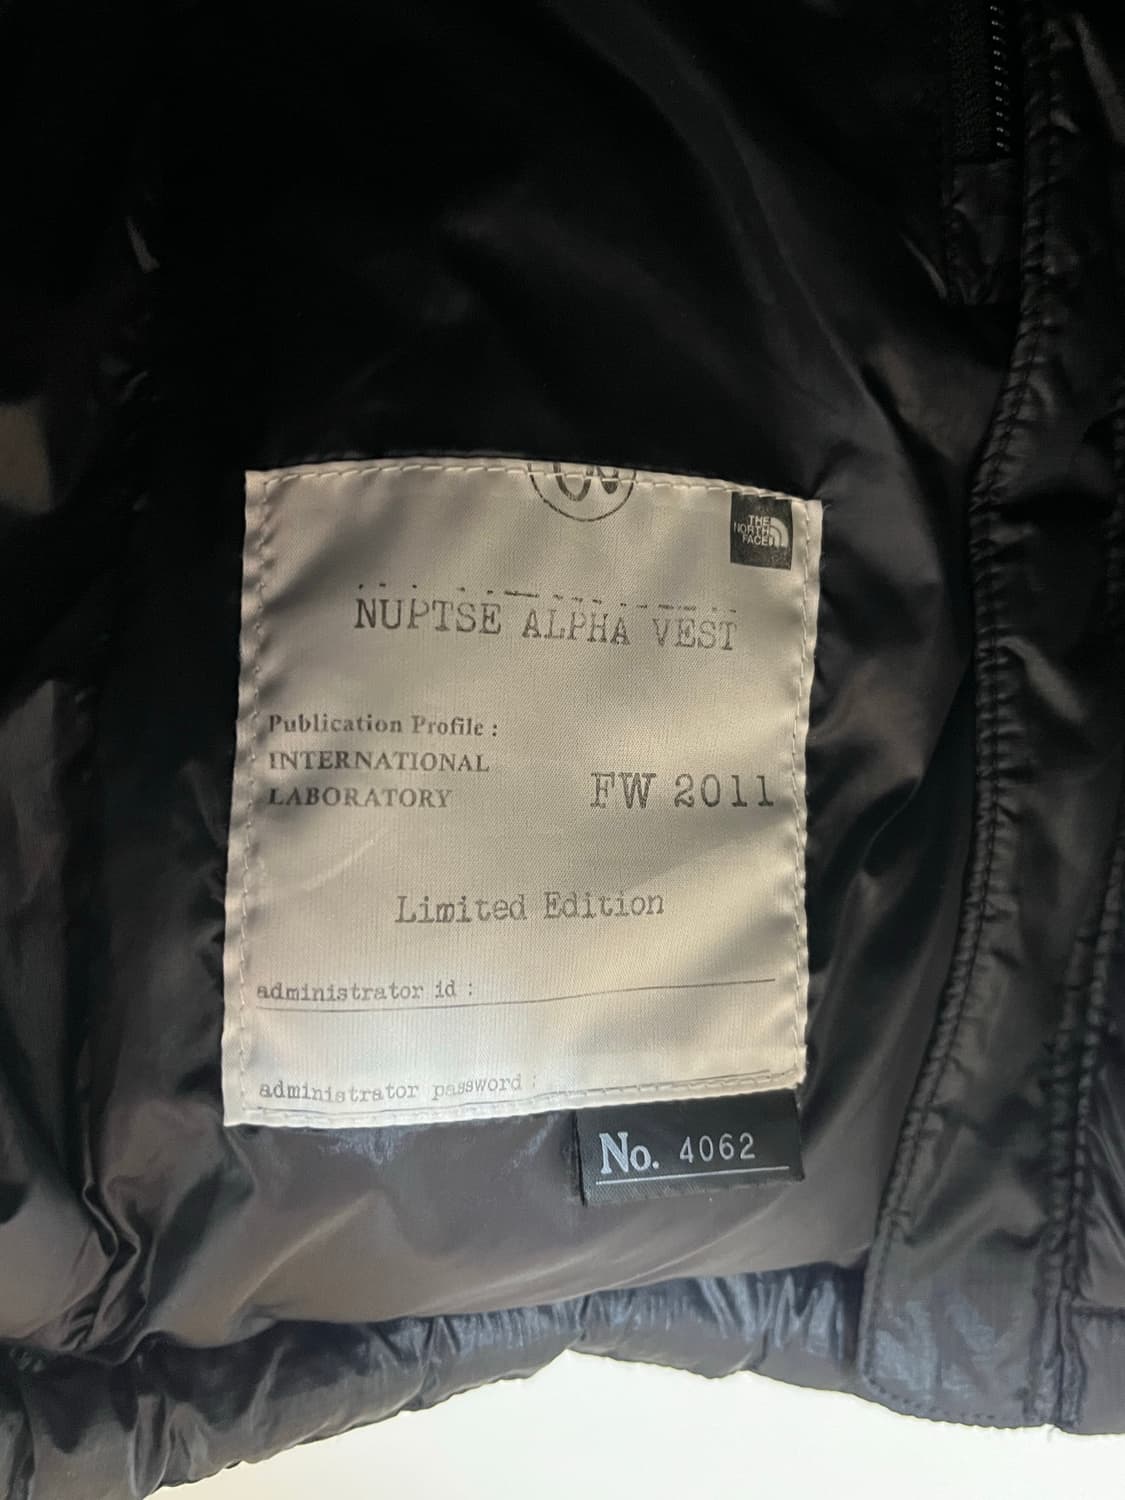 THE
NORTH
FACE
NUPTSE ALPHA VEST
Publication Profile :
INTERNATIONAL
LABORATORY
FW 2011
Limited Edition
administrator id :
administrator password :
No. 4062